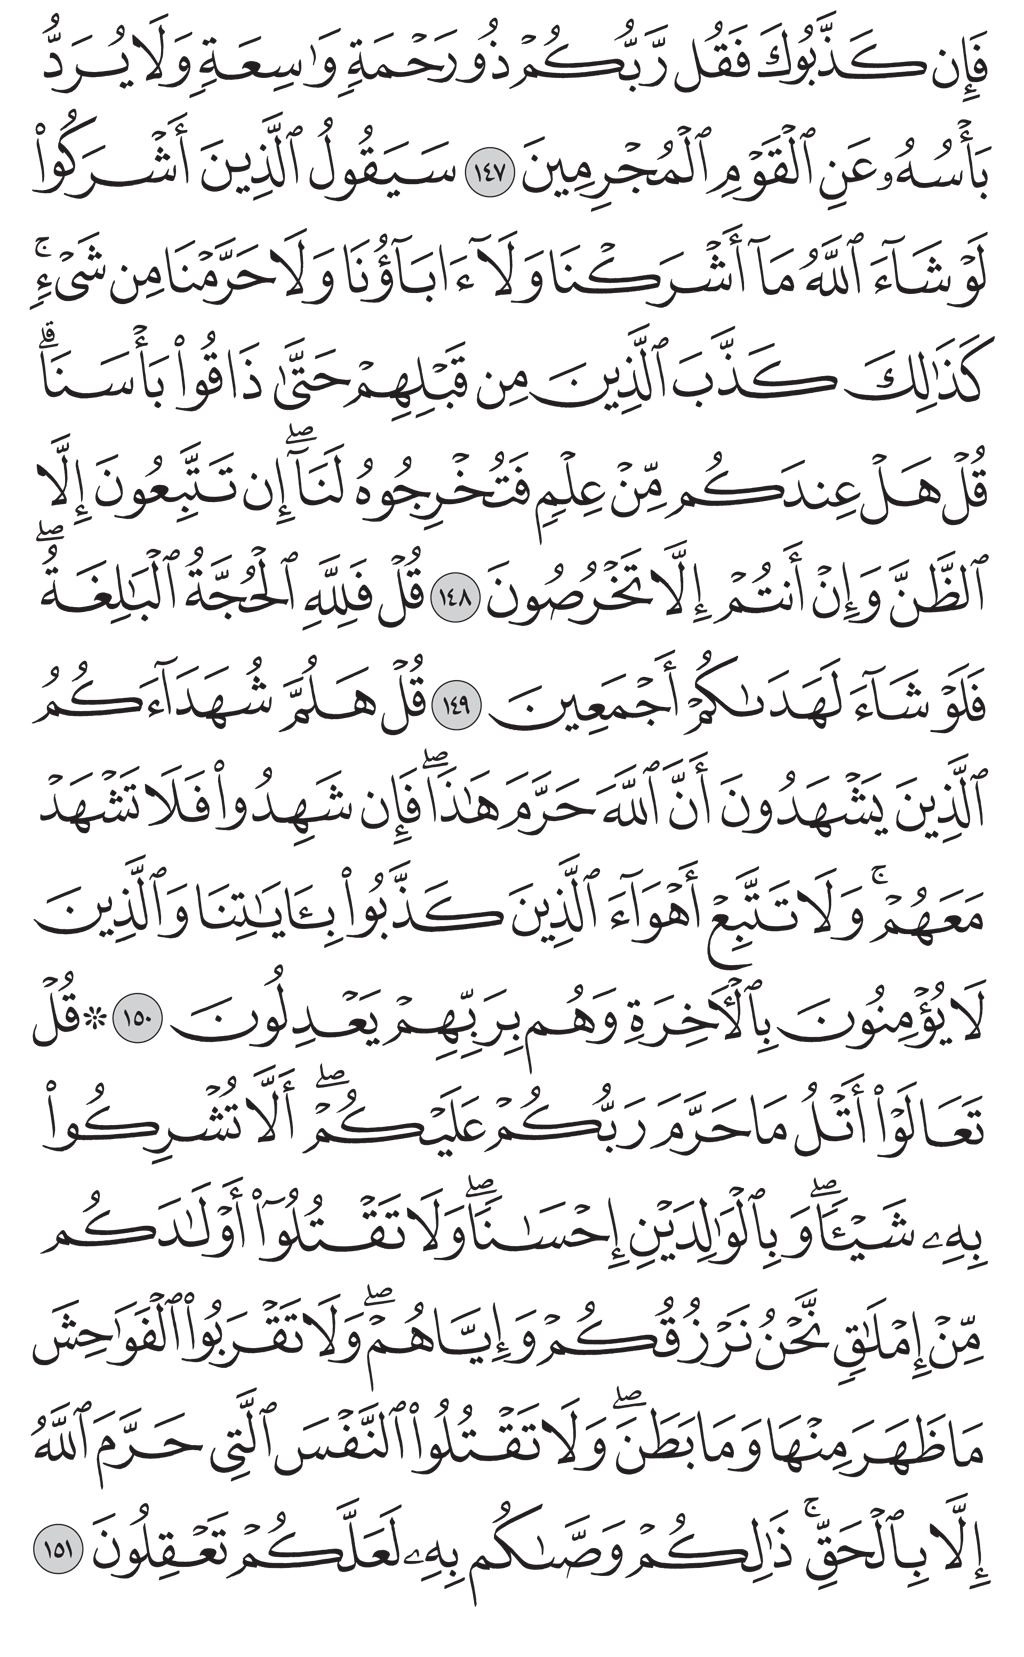 فَإِن كَذَّبُوكَ فَقُل رَّبُّكُمْ ذُو رَحْمَةٍ وَٰسِعَةٍ وَلَا يُرَدُّ
بَأْسُهُۥ عَنِ ٱلْقَوْمِ ٱلْمُجْرِمِينَ ١٤٧ سَيَقُولُ ٱلَّذِينَ أَشْرَكُوا۟
لَوْ شَآءَ ٱللَّهُ مَآ أَشْرَكْنَا وَلَآ ءَابَآؤُنَا وَلَا حَرَّمْنَا مِن شَىْءٍ ۚ
كَذَٰلِكَ كَذَّبَ ٱلَّذِينَ مِن قَبْلِهِمْ حَتَّىٰ ذَاقُوا۟ بَأْسَنَا ۗ
قُلْ هَلْ عِندَكُم مِّنْ عِلْمٍ فَتُخْرِجُوهُ لَنَآ ۖ إِن تَتَّبِعُونَ إِلَّا
ٱلظَّنَّ وَإِنْ أَنتُمْ إِلَّا تَخْرُصُونَ ١٤٨ قُلْ فَلِلَّهِ ٱلْحُجَّةُ ٱلْبَٰلِغَةُ ۖ
فَلَوْ شَآءَ لَهَدَىٰكُمْ أَجْمَعِينَ ١٤٩ قُلْ هَلُمَّ شُهَدَآءَكُمُ
ٱلَّذِينَ يَشْهَدُونَ أَنَّ ٱللَّهَ حَرَّمَ هَٰذَا ۖ فَإِن شَهِدُوا۟ فَلَا تَشْهَدْ
مَعَهُمْ ۚ وَلَا تَتَّبِعْ أَهْوَآءَ ٱلَّذِينَ كَذَّبُوا۟ بِـَٔايَٰتِنَا وَٱلَّذِينَ
لَا يُؤْمِنُونَ بِٱلْـَٔاخِرَةِ وَهُم بِرَبِّهِمْ يَعْدِلُونَ ١٥٠ ۞ قُلْ
تَعَالَوْا۟ أَتْلُ مَا حَرَّمَ رَبُّكُمْ عَلَيْكُمْ ۖ أَلَّا تُشْرِكُوا۟
بِهِۦ شَيْـًٔا ۖ وَبِٱلْوَٰلِدَيْنِ إِحْسَٰنًا ۖ وَلَا تَقْتُلُوٓا۟ أَوْلَٰدَكُم
مِّنْ إِمْلَٰقٍ نَّحْنُ نَرْزُقُكُمْ وَإِيَّاهُمْ ۖ وَلَا تَقْرَبُوا۟ ٱلْفَوَٰحِشَ
مَا ظَهَرَ مِنْهَا وَمَا بَطَنَ ۖ وَلَا تَقْتُلُوا۟ ٱلنَّفْسَ ٱلَّتِى حَرَّمَ ٱللَّهُ
إِلَّا بِٱلْحَقِّ ۚ ذَٰلِكُمْ وَصَّىٰكُم بِهِۦ لَعَلَّكُمْ تَعْقِلُونَ ١٥١